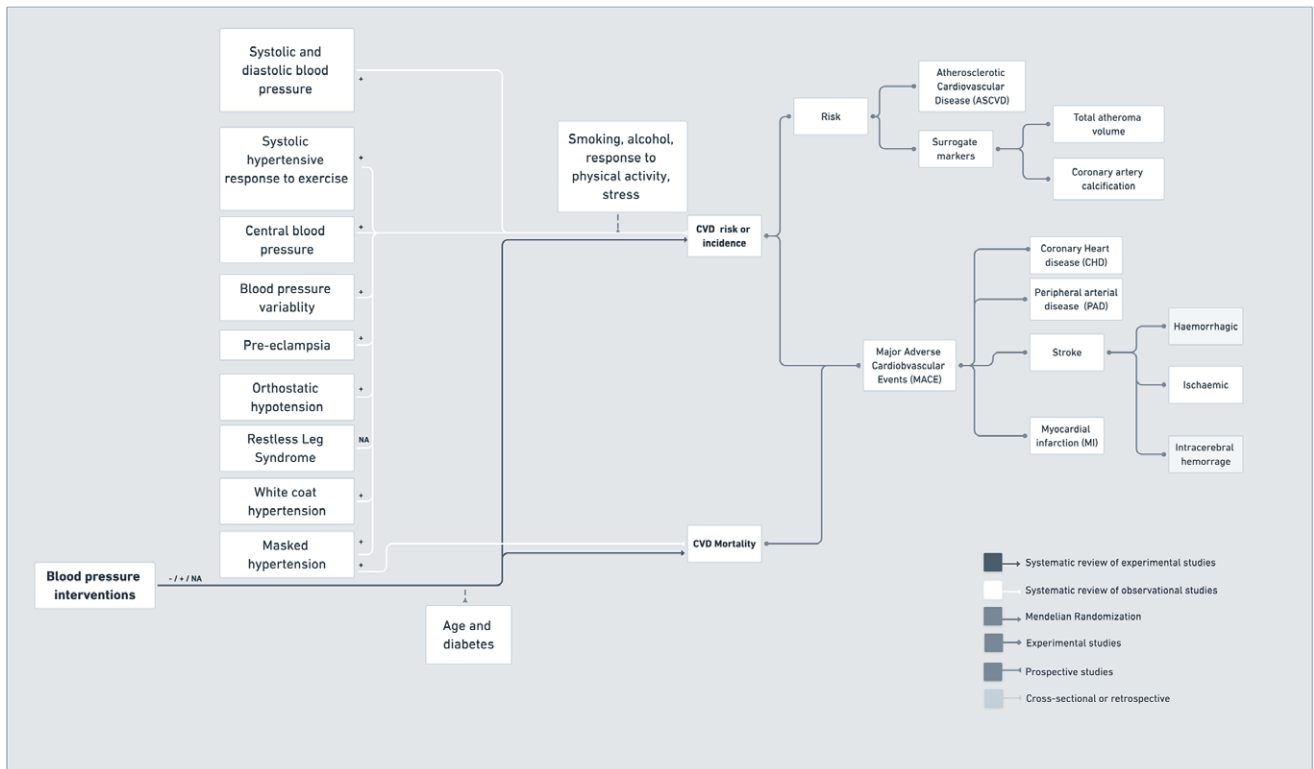 Systolic and
diastolic blood
pressure
+
Systolic
hypertensive
response to exercise
+
Central blood
pressure
+
Blood pressure
variablity
+
Pre-eclampsia
+
Orthostatic
hypotension
+
Restless Leg
Syndrome
NA
White coat
hypertension
+
Masked
hypertension
+
+
Blood pressure
interventions
- / + / NA
Age and
diabetes
Smoking, alcohol,
response to
physical activity,
stress
CVD risk or
incidence
CVD Mortality
Risk
Atherosclerotic
Cardiovascular
Disease (ASCVD)
Surrogate
markers
Total atheroma
volume
Coronary artery
calcification
Major Adverse
Cardiobvascular
Events (MACE)
Coronary Heart
disease (CHD)
Peripheral arterial
disease (PAD)
Stroke
Myocardial
infarction (MI)
Haemorrhagic
Ischaemic
Intracerebral
hemorrage
Systematic review of experimental studies
Systematic review of observational studies
Mendelian Randomization
Experimental studies
Prospective studies
Cross-sectional or retrospective